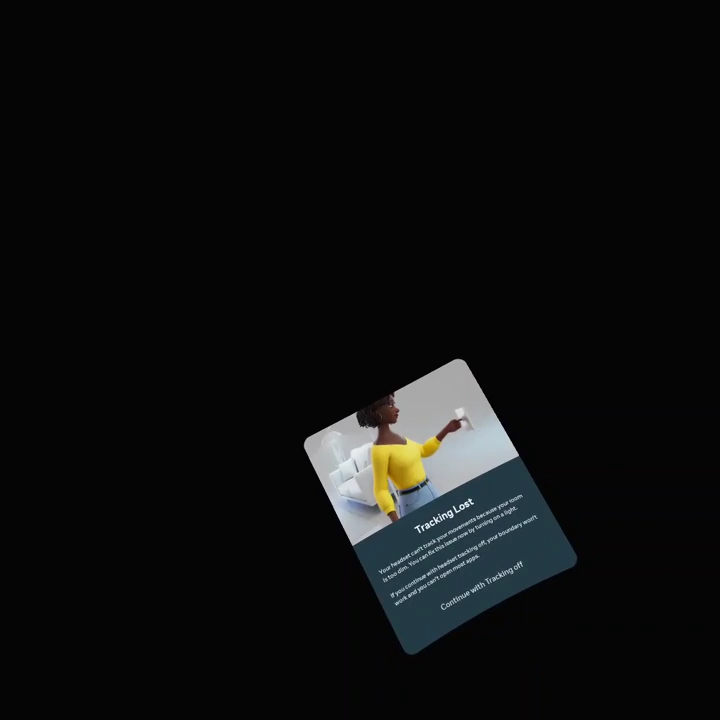 Tracking Lost
Your headset can't track your movements because your room
is too dim. You can fix this issue now by turning on a light.
If you continue with headset tracking off, your boundary won't
work and you can't open most apps.
Continue with Tracking off